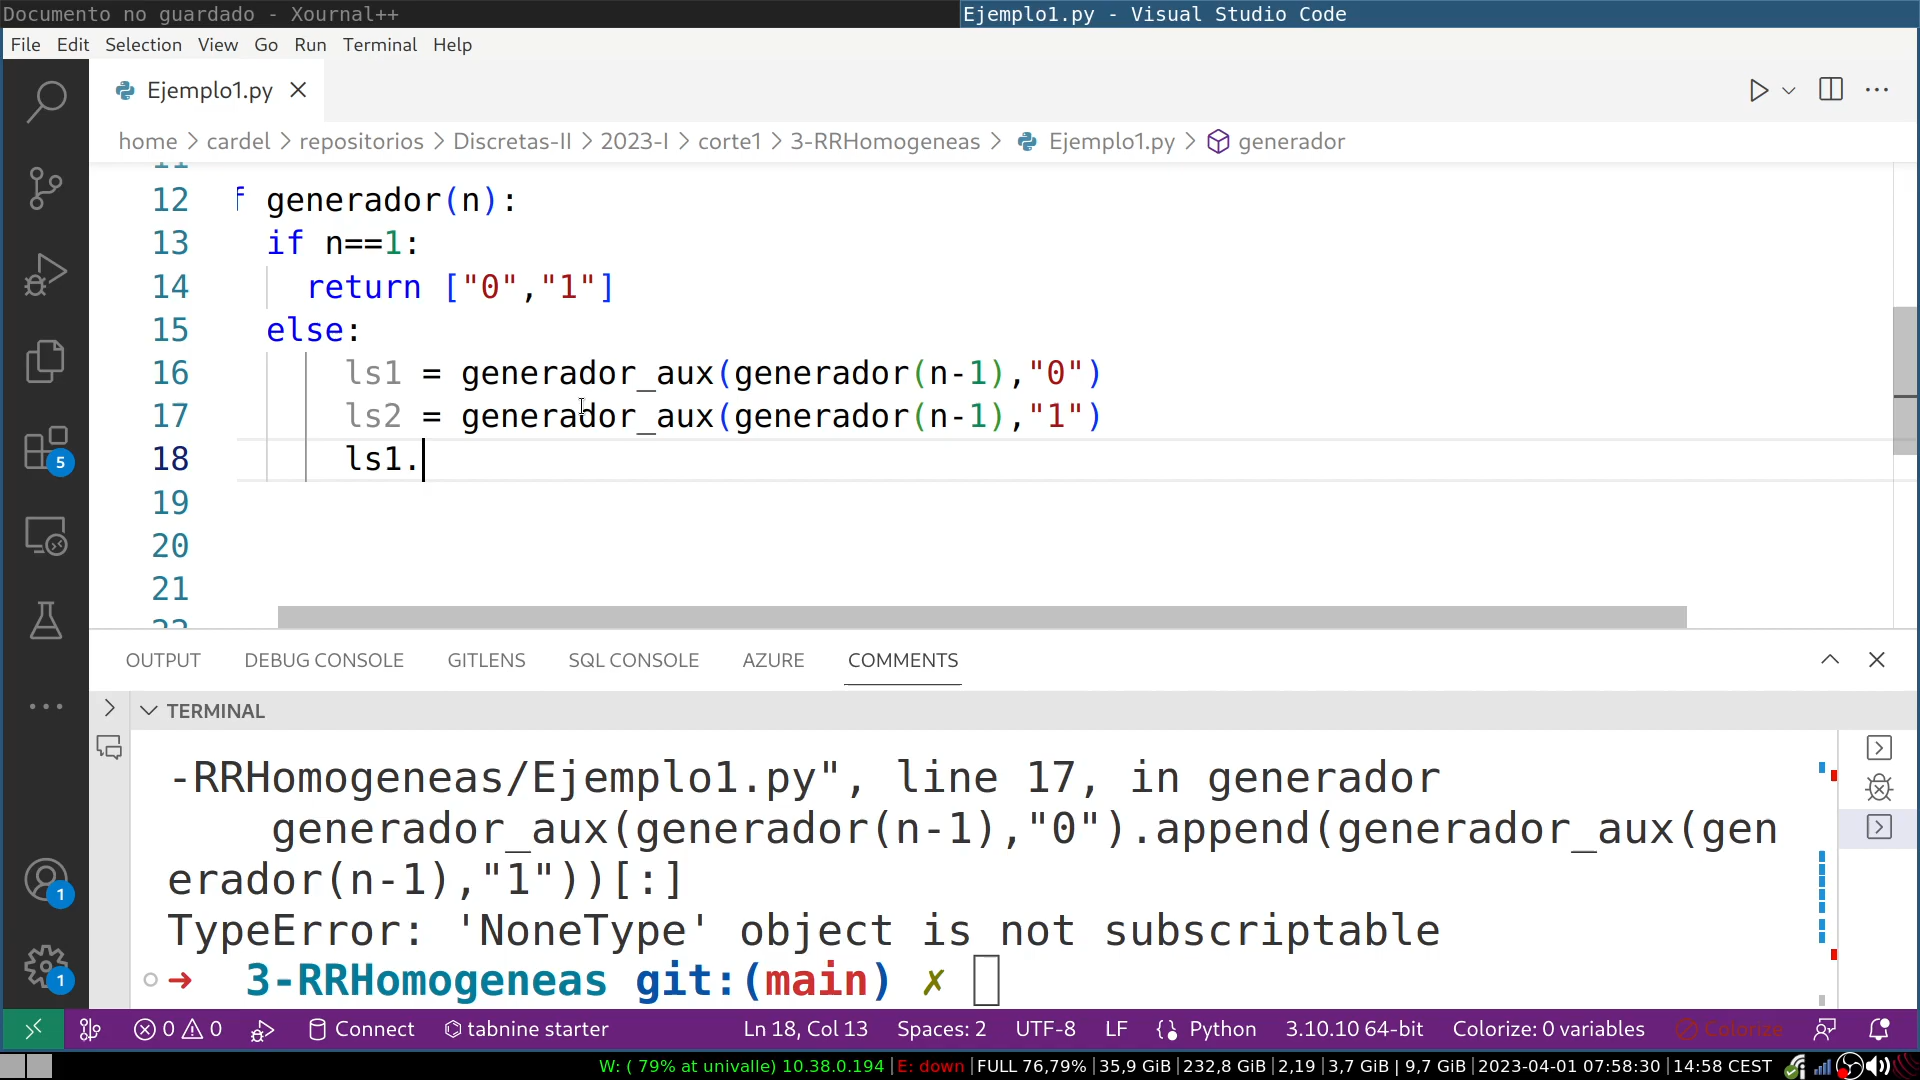 Documento no guardado - Xournal++
Ejemplo1.py - Visual Studio Code
File Edit Selection View Go Run Terminal Help
Ejemplo1.py
home > cardel > repositorios > Discretas-II > 2023-I > corte1 > 3-RRHomogeneas > Ejemplo1.py > generador
12 f generador(n):
13 if n==1:
14 return ["0","1"]
15 else:
16 ls1 = generador_aux(generador(n-1),"0")
17 ls2 = generador_aux(generador(n-1),"1")
18 ls1.
19
20
21
OUTPUT DEBUG CONSOLE GITLENS SQL CONSOLE AZURE COMMENTS
TERMINAL
-RRHomogeneas/Ejemplo1.py", line 17, in generador
generador_aux(generador(n-1),"0").append(generador_aux(gen
erador(n-1),"1"))[:]
TypeError: 'NoneType' object is not subscriptable
➜ 3-RRHomogeneas git:(main) ✗
5
1
1
0 0 Connect tabnine starter Ln 18, Col 13 Spaces: 2 UTF-8 LF Python 3.10.10 64-bit Colorize: 0 variables Colorize
W: ( 79% at univalle) 10.38.0.194 |E: down|FULL 76,79% |35,9 GiB |232,8 GiB |2,19 |3,7 GiB | 9,7 GiB |2023-04-01 07:58:30 |14:58 CEST